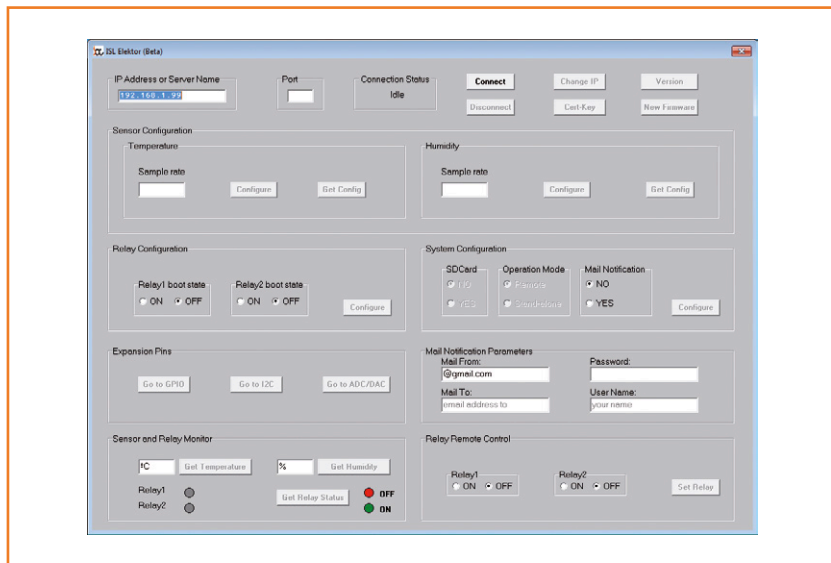 ISL Elektor (Beta)
IP Address or Server Name
192.168.1.99
Port
Connection Status
Idle
Connect
Change IP
Version
Disconnect
Cert-Key
New Firmware
Sensor Configuration
Temperature
Sample rate
Configure
Get Config
Humidity
Sample rate
Configure
Get Config
Relay Configuration
Relay1 boot state
ON OFF
Relay2 boot state
ON OFF
Configure
System Configuration
SDCard
NO
YES
Operation Mode
Remote
Stand-alone
Mail Notification
NO
YES
Configure
Expansion Pins
Go to GPIO
Go to I2C
Go to ADC/DAC
Mail Notification Parameters
Mail From:
@gmail.com
Password:
Mail To:
email address to
User Name:
your name
Sensor and Relay Monitor
ºC
Get Temperature
%
Get Humidity
Relay1
Relay2
Get Relay Status
OFF
ON
Relay Remote Control
Relay1
ON OFF
Relay2
ON OFF
Set Relay